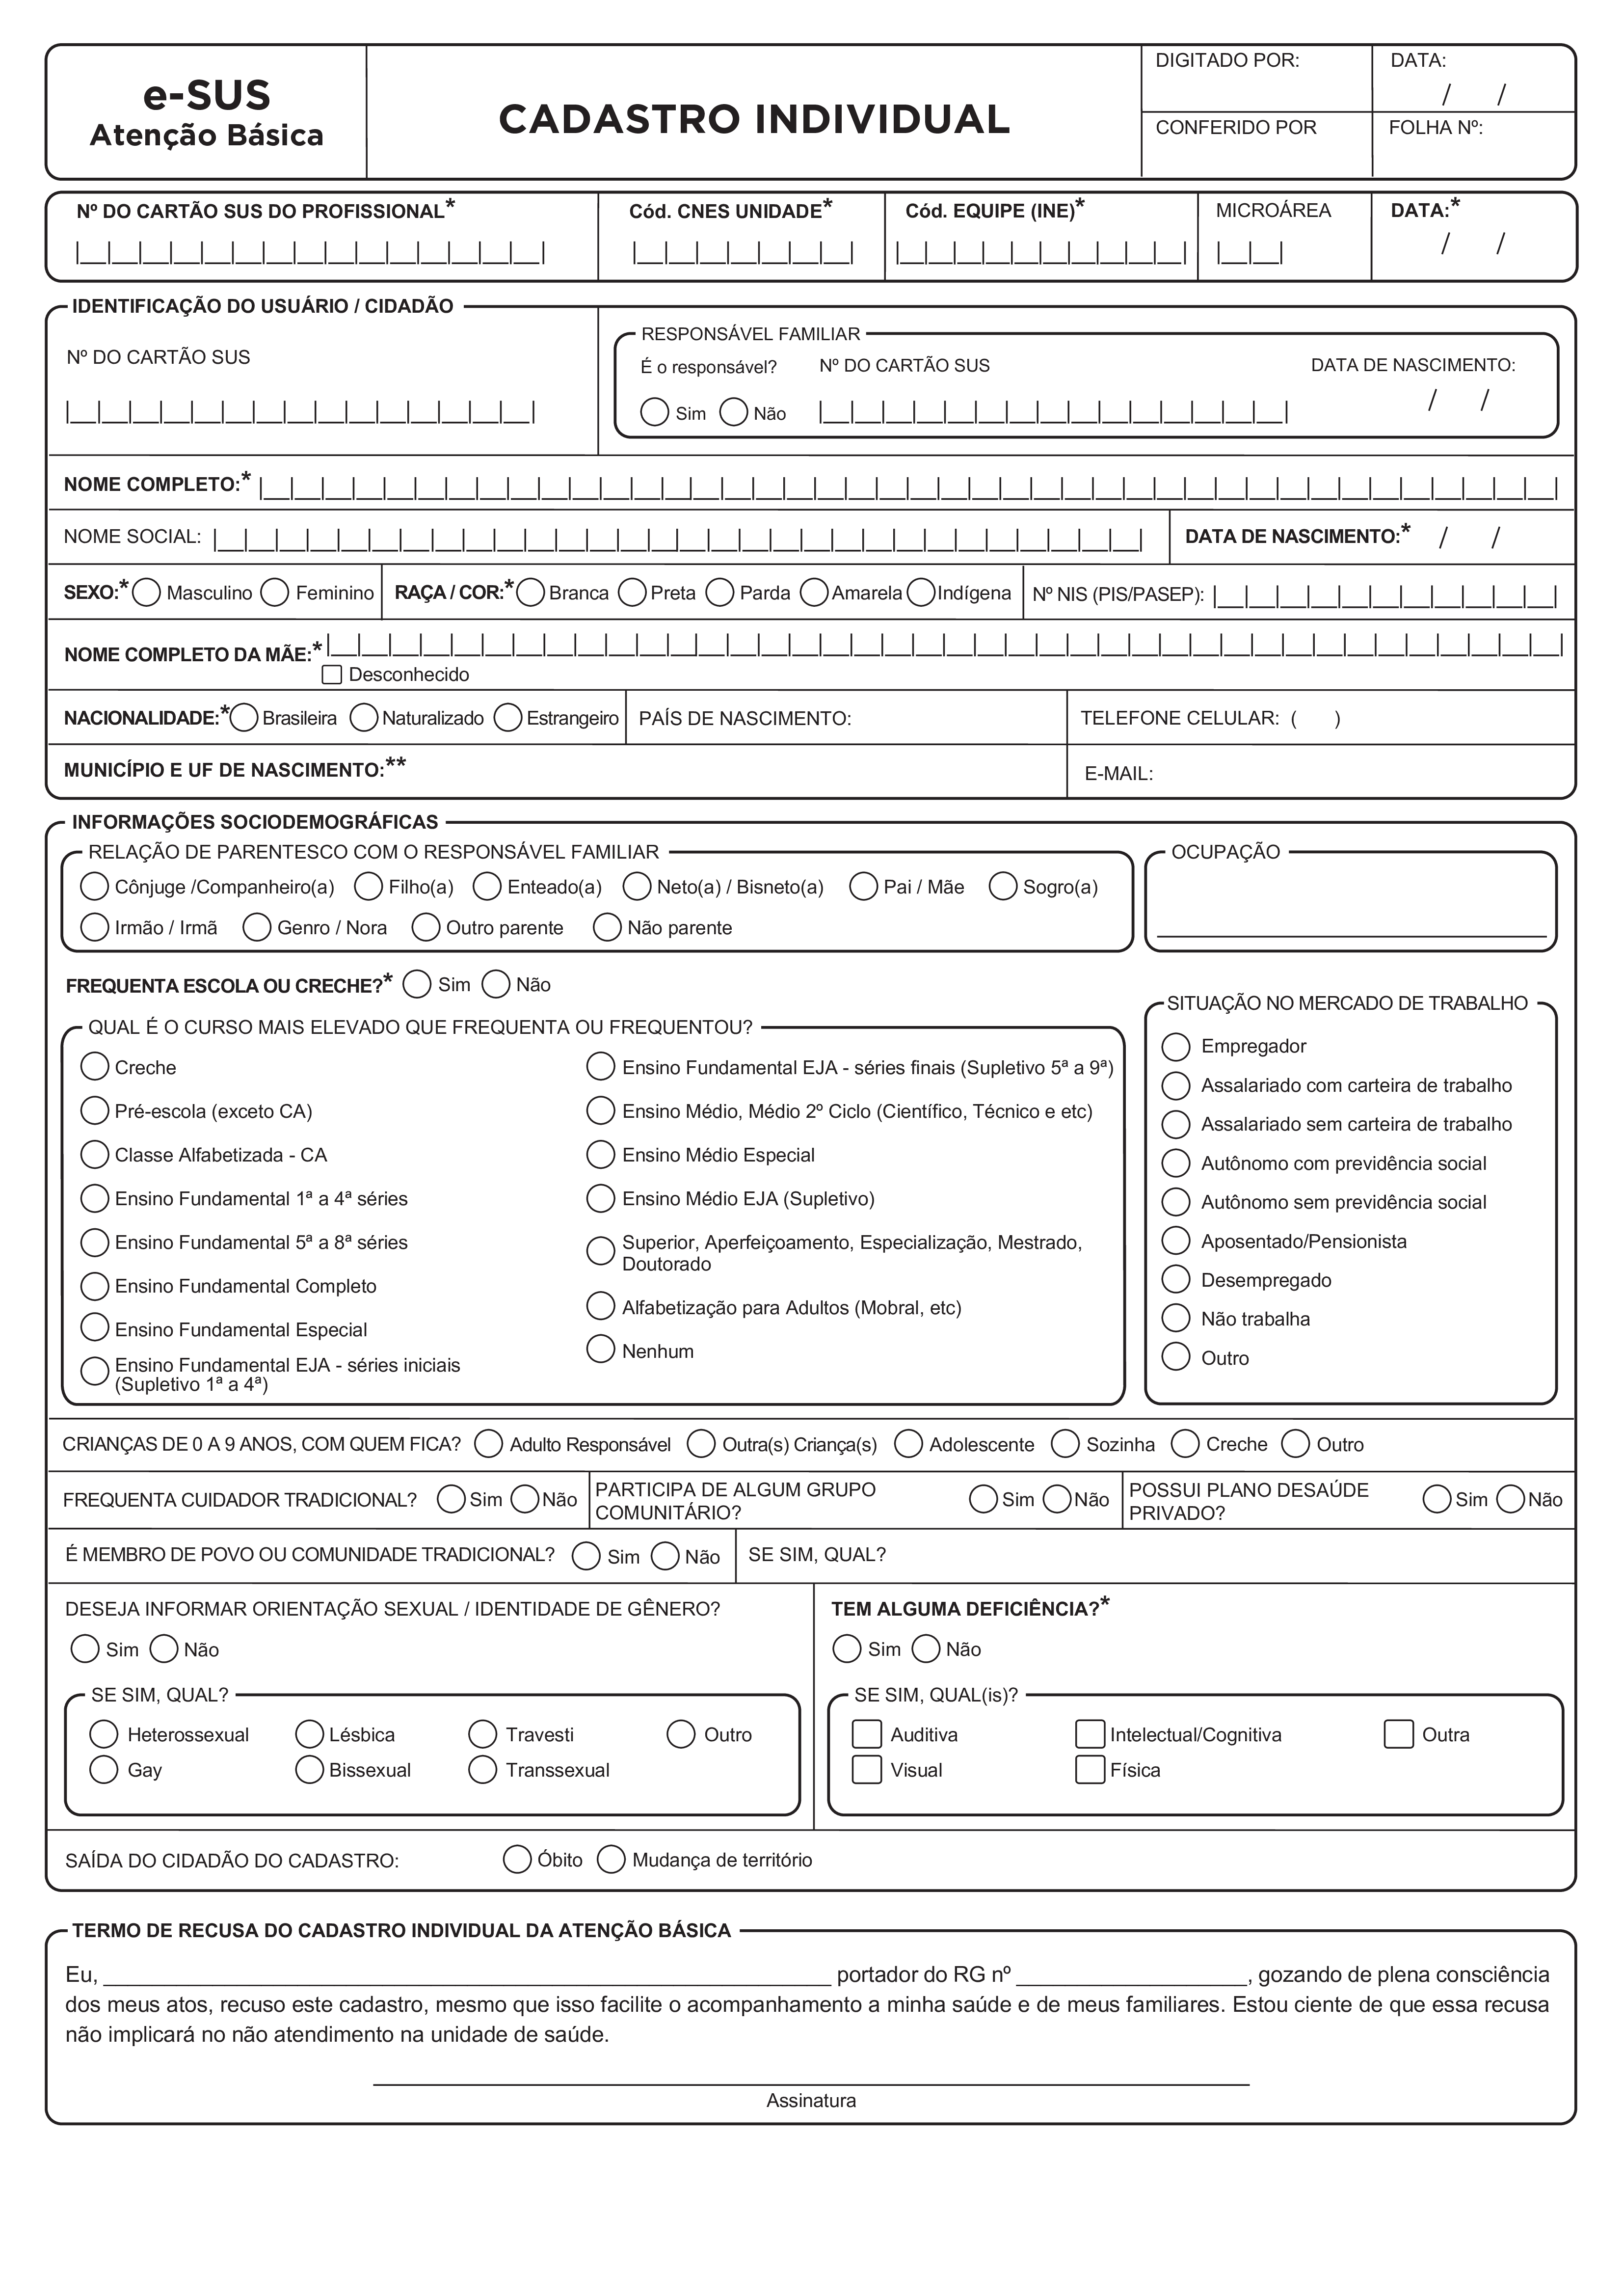 e-SUS
Atenção Básica
CADASTRO INDIVIDUAL
DIGITADO POR:
DATA:
/ /
CONFERIDO POR
FOLHA Nº:
Nº DO CARTÃO SUS DO PROFISSIONAL*
Cód. CNES UNIDADE*
Cód. EQUIPE (INE)*
MICROÁREA
DATA:*
/ /
IDENTIFICAÇÃO DO USUÁRIO / CIDADÃO
Nº DO CARTÃO SUS
RESPONSÁVEL FAMILIAR
É o responsável?
Sim Não
Nº DO CARTÃO SUS
DATA DE NASCIMENTO:
/ /
NOME COMPLETO:*
NOME SOCIAL:
DATA DE NASCIMENTO:* / /
SEXO:* Masculino Feminino
RAÇA / COR:* Branca Preta Parda Amarela Indígena
Nº NIS (PIS/PASEP):
NOME COMPLETO DA MÃE:*
Desconhecido
NACIONALIDADE:* Brasileira Naturalizado Estrangeiro
PAÍS DE NASCIMENTO:
TELEFONE CELULAR: ( )
MUNICÍPIO E UF DE NASCIMENTO:**
E-MAIL:
INFORMAÇÕES SOCIODEMOGRÁFICAS
RELAÇÃO DE PARENTESCO COM O RESPONSÁVEL FAMILIAR
Cônjuge /Companheiro(a) Filho(a) Enteado(a) Neto(a) / Bisneto(a) Pai / Mãe Sogro(a)
Irmão / Irmã Genro / Nora Outro parente Não parente
OCUPAÇÃO
FREQUENTA ESCOLA OU CRECHE?* Sim Não
QUAL É O CURSO MAIS ELEVADO QUE FREQUENTA OU FREQUENTOU?
Creche
Pré-escola (exceto CA)
Classe Alfabetizada - CA
Ensino Fundamental 1ª a 4ª séries
Ensino Fundamental 5ª a 8ª séries
Ensino Fundamental Completo
Ensino Fundamental Especial
Ensino Fundamental EJA - séries iniciais
(Supletivo 1ª a 4ª)
Ensino Fundamental EJA - séries finais (Supletivo 5ª a 9ª)
Ensino Médio, Médio 2º Ciclo (Científico, Técnico e etc)
Ensino Médio Especial
Ensino Médio EJA (Supletivo)
Superior, Aperfeiçoamento, Especialização, Mestrado,
Doutorado
Alfabetização para Adultos (Mobral, etc)
Nenhum
SITUAÇÃO NO MERCADO DE TRABALHO
Empregador
Assalariado com carteira de trabalho
Assalariado sem carteira de trabalho
Autônomo com previdência social
Autônomo sem previdência social
Aposentado/Pensionista
Desempregado
Não trabalha
Outro
CRIANÇAS DE 0 A 9 ANOS, COM QUEM FICA? Adulto Responsável Outra(s) Criança(s) Adolescente Sozinha Creche Outro
FREQUENTA CUIDADOR TRADICIONAL? Sim Não
PARTICIPA DE ALGUM GRUPO
COMUNITÁRIO?
Sim Não
POSSUI PLANO DESAÚDE
PRIVADO?
Sim Não
É MEMBRO DE POVO OU COMUNIDADE TRADICIONAL? Sim Não
SE SIM, QUAL?
DESEJA INFORMAR ORIENTAÇÃO SEXUAL / IDENTIDADE DE GÊNERO?
Sim Não
SE SIM, QUAL?
Heterossexual Lésbica Travesti Outro
Gay Bissexual Transsexual
TEM ALGUMA DEFICIÊNCIA?*
Sim Não
SE SIM, QUAL(is)?
Auditiva Intelectual/Cognitiva Outra
Visual Física
SAÍDA DO CIDADÃO DO CADASTRO: Óbito Mudança de território
TERMO DE RECUSA DO CADASTRO INDIVIDUAL DA ATENÇÃO BÁSICA
Eu, ____________ portador do RG nº ____________, gozando de plena consciência
dos meus atos, recuso este cadastro, mesmo que isso facilite o acompanhamento a minha saúde e de meus familiares. Estou ciente de que essa recusa
não implicará no não atendimento na unidade de saúde.
Assinatura